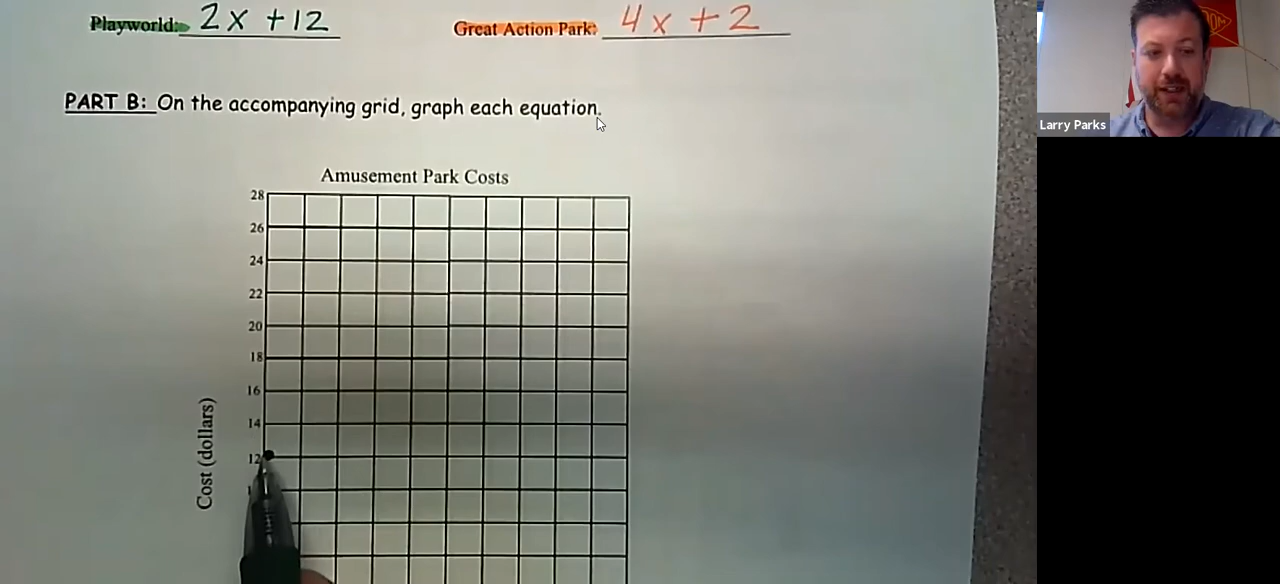 Playworld: 2x +12
Great Action Park: 4x +2
PART B: On the accompanying grid, graph each equation.
Amusement Park Costs
28
26
24
22
20
18
16
14
12
Cost (dollars)
Larry Parks